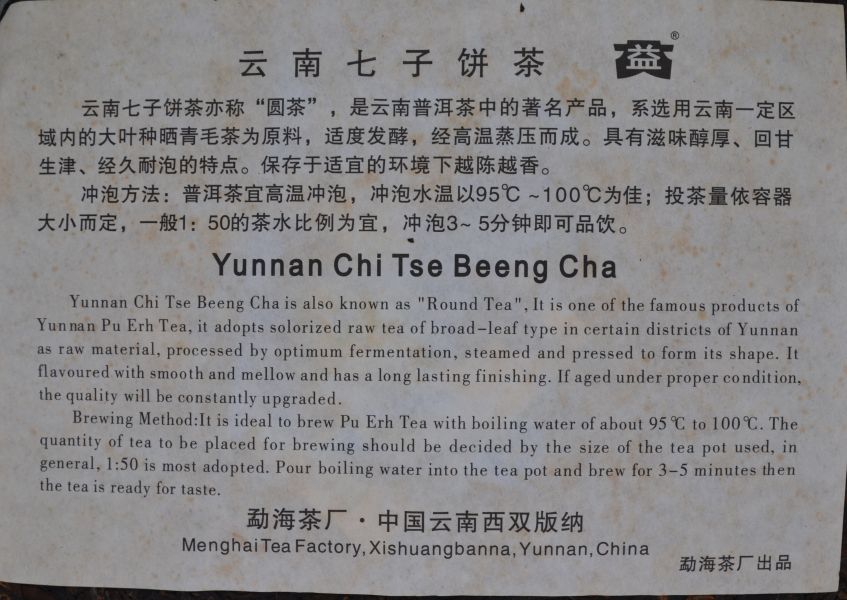 云南七子饼茶 益®
云南七子饼茶亦称“圆茶”，是云南普洱茶中的著名产品，系选用云南一定区
域内的大叶种晒青毛茶为原料，适度发酵，经高温蒸压而成。具有滋味醇厚、回甘
生津、经久耐泡的特点。保存于适宜的环境下越陈越香。
冲泡方法：普洱茶宜高温冲泡，冲泡水温以95℃ ~100℃为佳；投茶量依容器
大小而定，一般1：50的茶水比例为宜，冲泡3~5分钟即可品饮。
Yunnan Chi Tse Beeng Cha
Yunnan Chi Tse Beeng Cha is also known as "Round Tea", It is one of the famous products of
Yunnan Pu Erh Tea, it adopts solorized raw tea of broad-leaf type in certain districts of Yunnan
as raw material, processed by optimum fermentation, steamed and pressed to form its shape. It
flavoured with smooth and mellow and has a long lasting finishing. If aged under proper condition,
the quality will be constantly upgraded.
Brewing Method:It is ideal to brew Pu Erh Tea with boiling water of about 95℃ to 100℃. The
quantity of tea to be placed for brewing should be decided by the size of the tea pot used, in
general, 1:50 is most adopted. Pour boiling water into the tea pot and brew for 3-5 minutes then
the tea is ready for taste.
勐海茶厂·中国云南西双版纳
Menghai Tea Factory, Xishuangbanna, Yunnan, China
勐海茶厂出品